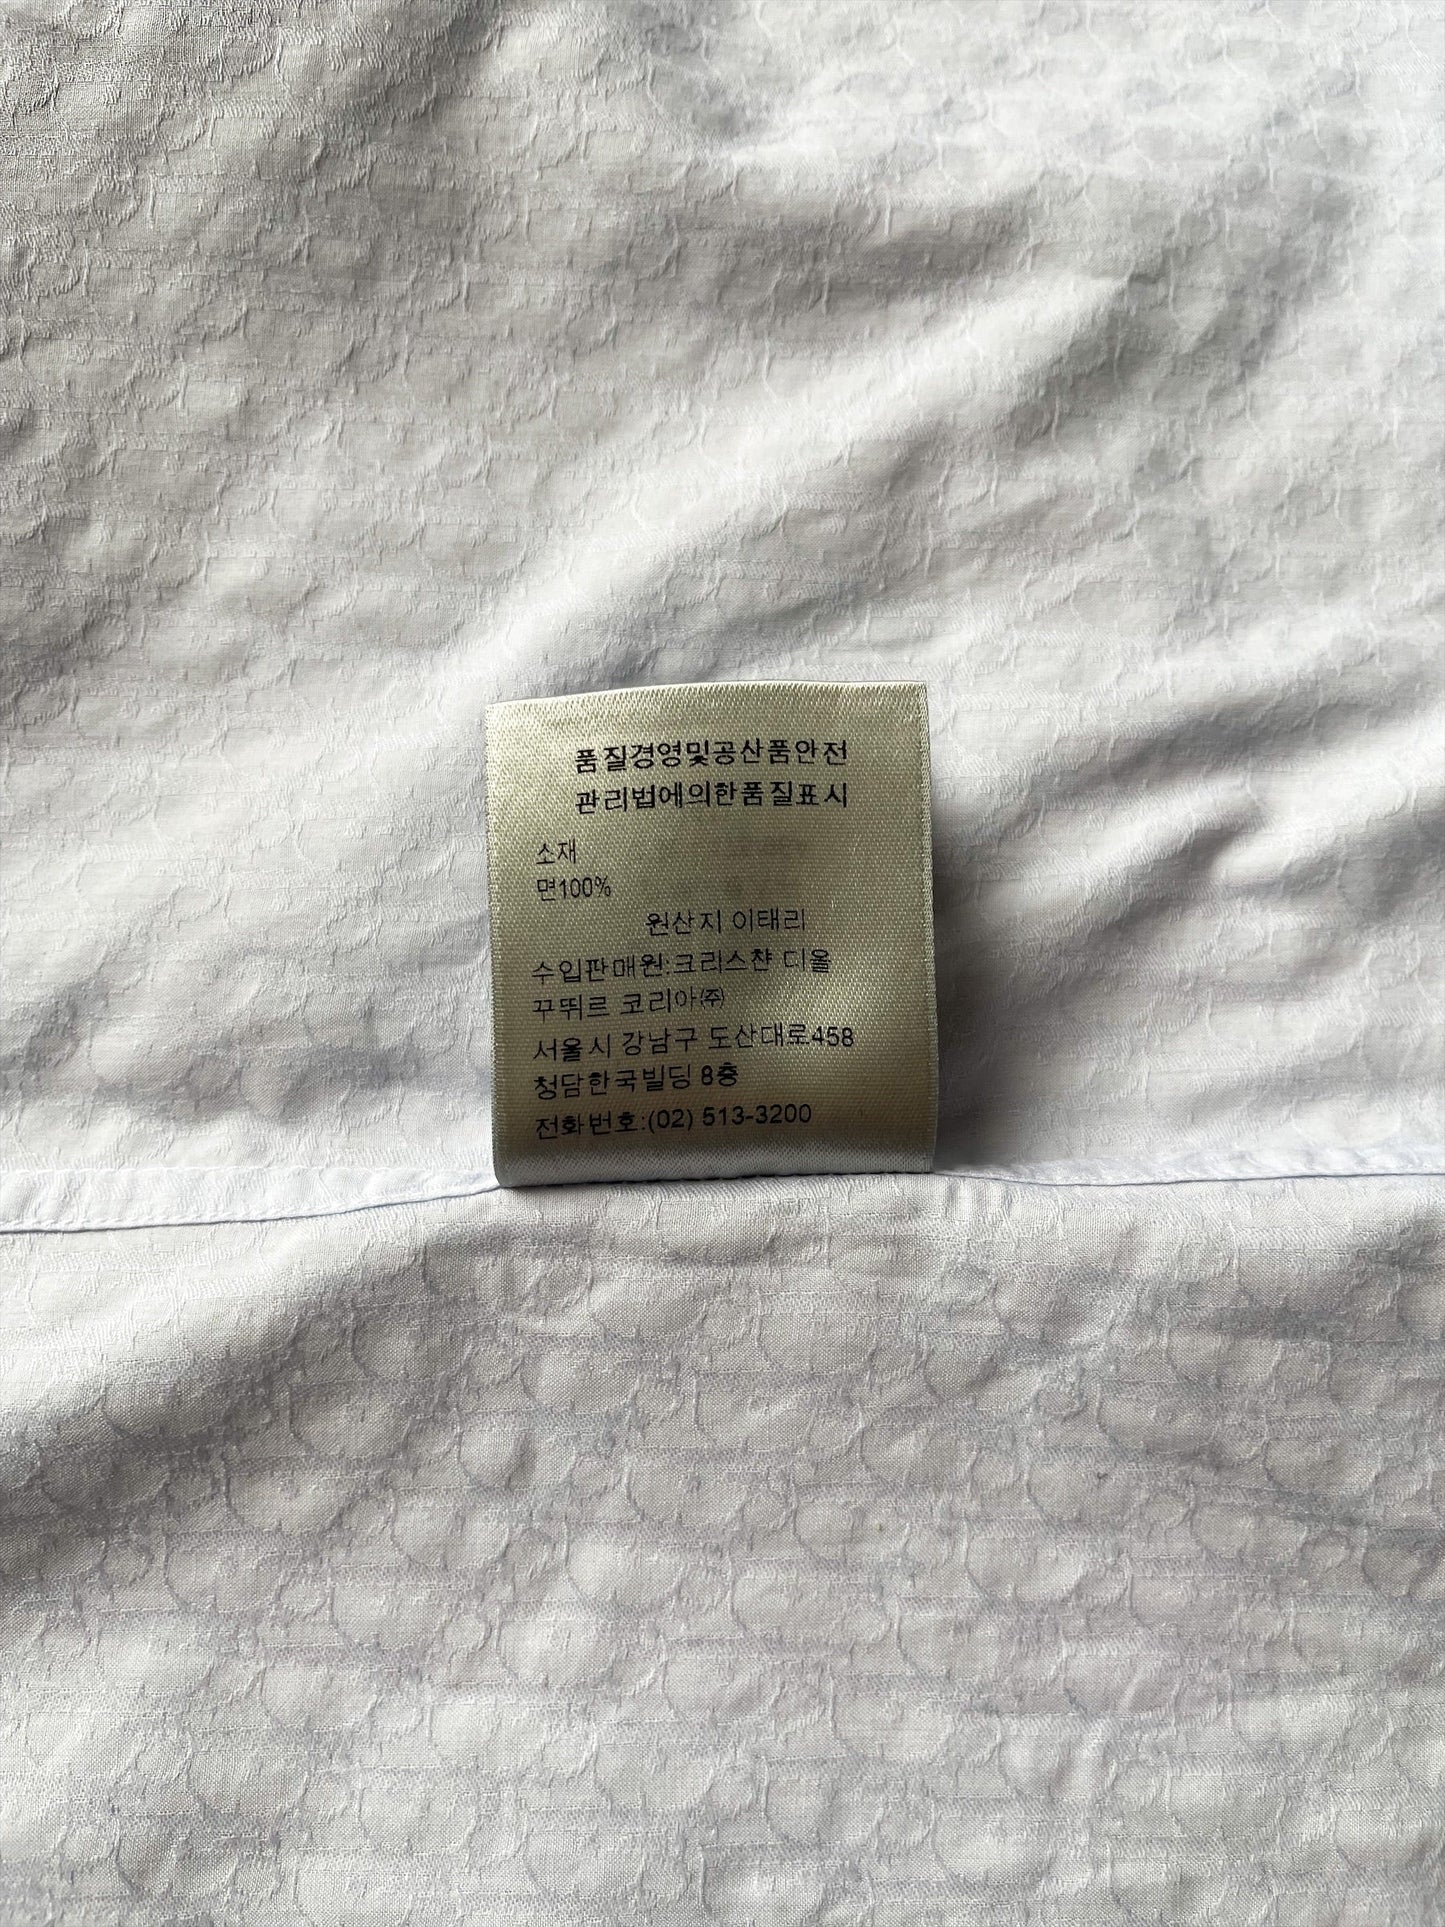 품질경영및공산품안전
관리법에의한품질표시
소재
면100%
원산지 이태리
수입판매원:크리스챤 디올
꾸뛰르 코리아㈜
서울시 강남구 도산대로458
청담한국빌딩 8층
전화번호:(02) 513-3200